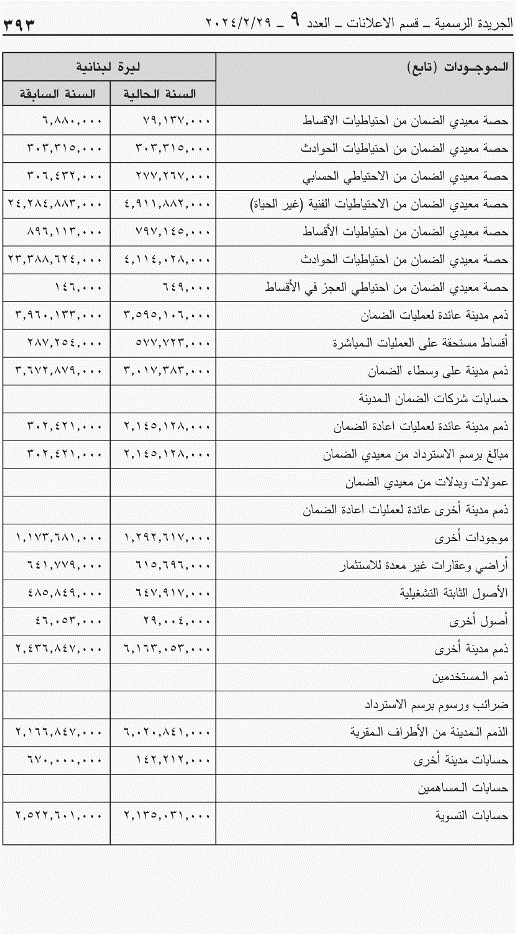 الجريدة الرسمية ــ قسم الاعلانات ــ العدد ٩ ــ ٢٠٢٤/٢/٢٩ ٣٩٣
الـموجـودات (تابع) ليرة لبنانية
السنة الحالية السنة السابقة
حصة معيدي الضمان من احتياطيات الاقساط ٧٩,١٣٧,٠٠٠ ٦,٨٨٠,٠٠٠
حصة معيدي الضمان من احتياطيات الحوادث ٣٠٣,٣١٥,٠٠٠ ٣٠٣,٣١٥,٠٠٠
حصة معيدي الضمان من الاحتياطي الحسابي ٢٧٧,٢٦٧,٠٠٠ ٣٠٦,٤٣٢,٠٠٠
حصة معيدي الضمان من الاحتياطيات الفنية (غير الحياة) ٤,٩١١,٨٨٢,٠٠٠ ٢٤,٢٨٤,٨٨٣,٠٠٠
حصة معيدي الضمان من احتياطيات الأقساط ٧٩٧,١٤٥,٠٠٠ ٨٩٦,١١٣,٠٠٠
حصة معيدي الضمان من احتياطيات الحوادث ٤,١١٤,٠٢٨,٠٠٠ ٢٣,٣٨٨,٦٢٤,٠٠٠
حصة معيدي الضمان من احتياطي العجز في الأقساط ٦٤٩,٠٠٠ ١٤٦,٠٠٠
ذمم مدينة عائدة لعمليات الضمان ٣,٥٩٥,١٠٦,٠٠٠ ٣,٩٦٠,١٣٣,٠٠٠
أقساط مستحقة على العمليات الـمباشرة ٥٧٧,٧٢٣,٠٠٠ ٢٨٧,٢٥٤,٠٠٠
ذمم مدينة على وسطاء الضمان ٣,٠١٧,٣٨٣,٠٠٠ ٣,٦٧٢,٨٧٩,٠٠٠
حسابات شركات الضمان الـمدينة
ذمم مدينة عائدة لعمليات اعادة الضمان ٢,١٤٥,١٢٨,٠٠٠ ٣٠٢,٤٢١,٠٠٠
مبالغ برسم الاسترداد من معيدي الضمان ٢,١٤٥,١٢٨,٠٠٠ ٣٠٢,٤٢١,٠٠٠
عمولات وبدلات من معيدي الضمان
ذمم مدينة أخرى عائدة لعمليات اعادة الضمان
موجودات أخرى ١,٢٩٢,٦١٧,٠٠٠ ١,١٧٣,٦٨١,٠٠٠
أراضي وعقارات غير معدة للاستثمار ٦١٥,٦٩٦,٠٠٠ ٦٤١,٧٧٩,٠٠٠
الأصول الثابتة التشغيلية ٦٤٧,٩١٧,٠٠٠ ٤٨٥,٨٤٩,٠٠٠
أصول أخرى ٢٩,٠٠٤,٠٠٠ ٤٦,٠٥٣,٠٠٠
ذمم مدينة أخرى ٦,١٦٣,٠٥٣,٠٠٠ ٢,٤٣٦,٨٤٧,٠٠٠
ذمم الـمستخدمين
ضرائب ورسوم برسم الاسترداد
الذمم الـمدينة من الأطراف الـمقربة ٦,٠٢٠,٨٤١,٠٠٠ ٢,١٦٦,٨٤٧,٠٠٠
حسابات مدينة أخرى ١٤٢,٢١٢,٠٠٠ ٦٧٠,٠٠٠,٠٠٠
حسابات الـمساهمين
حسابات التسوية ٢,١٣٥,٠٣١,٠٠٠ ٢,٥٢٢,٦٠١,٠٠٠